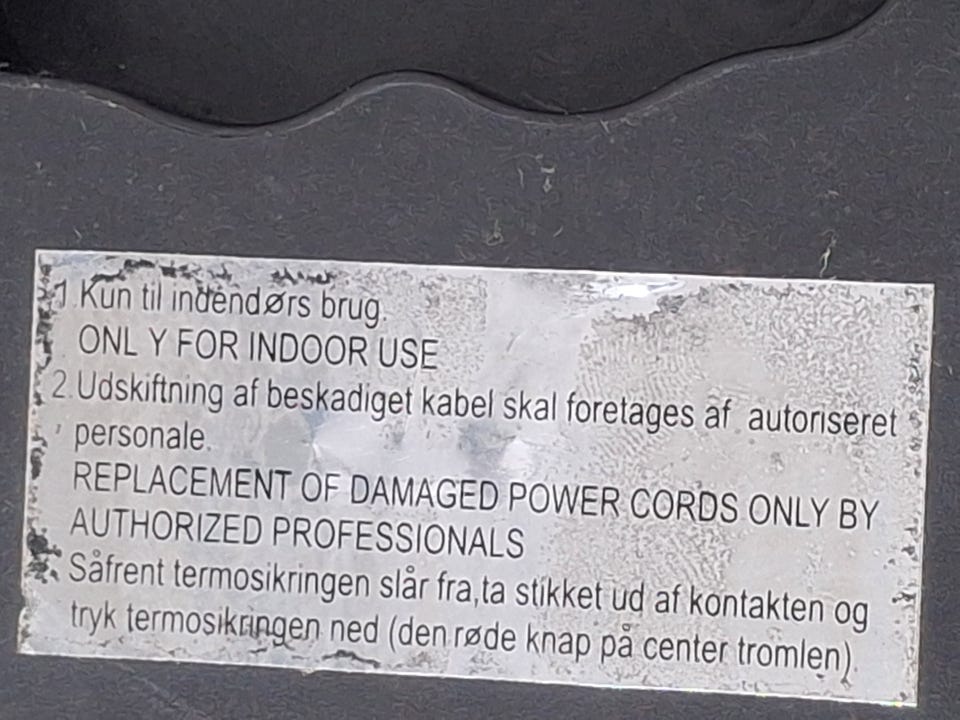 1. Kun til indendørs brug.
ONL Y FOR INDOOR USE
2. Udskiftning af beskadiget kabel skal foretages af autoriseret
personale.
REPLACEMENT OF DAMAGED POWER CORDS ONLY BY
AUTHORIZED PROFESSIONALS
Såfrent termosikringen slår fra,ta stikket ud af kontakten og
tryk termosikringen ned (den røde knap på center tromlen).